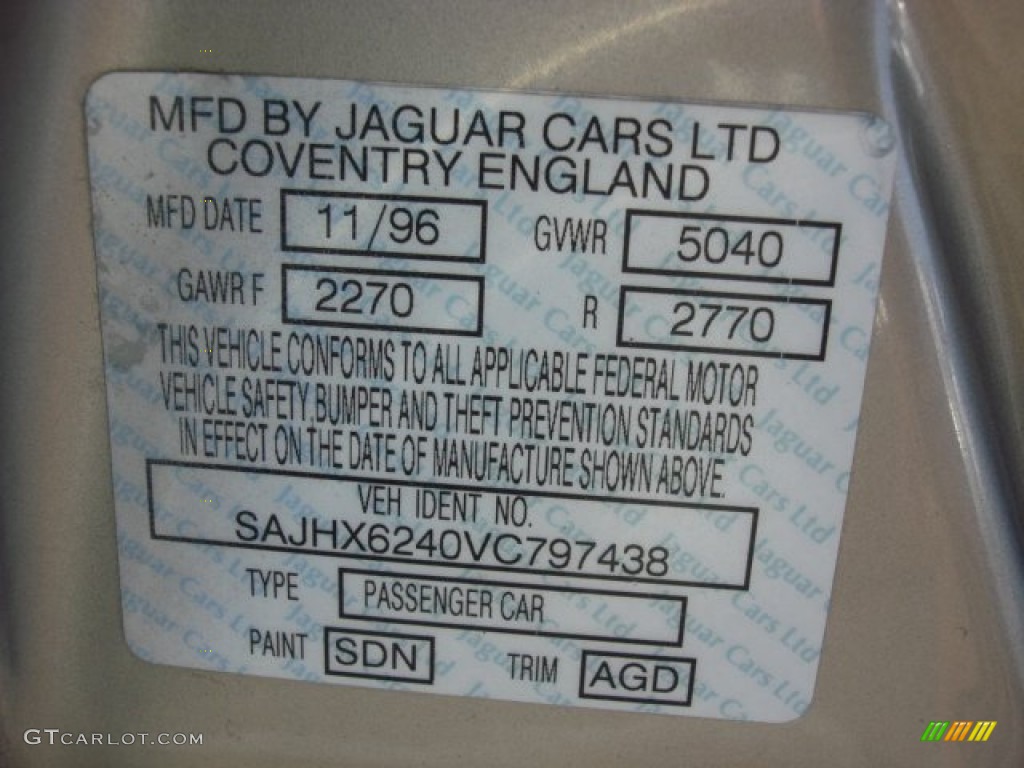 MFD BY JAGUAR CARS LTD
COVENTRY ENGLAND
MFD DATE 11/96 GVWR 5040
GAWR F 2270 R 2770
THIS VEHICLE CONFORMS TO ALL APPLICABLE FEDERAL MOTOR
VEHICLE SAFETY, BUMPER AND THEFT PREVENTION STANDARDS
IN EFFECT ON THE DATE OF MANUFACTURE SHOWN ABOVE.
VEH IDENT NO.
SAJHX6240VC797438
TYPE PASSENGER CAR
PAINT SDN TRIM AGD
GTCARLOT.COM